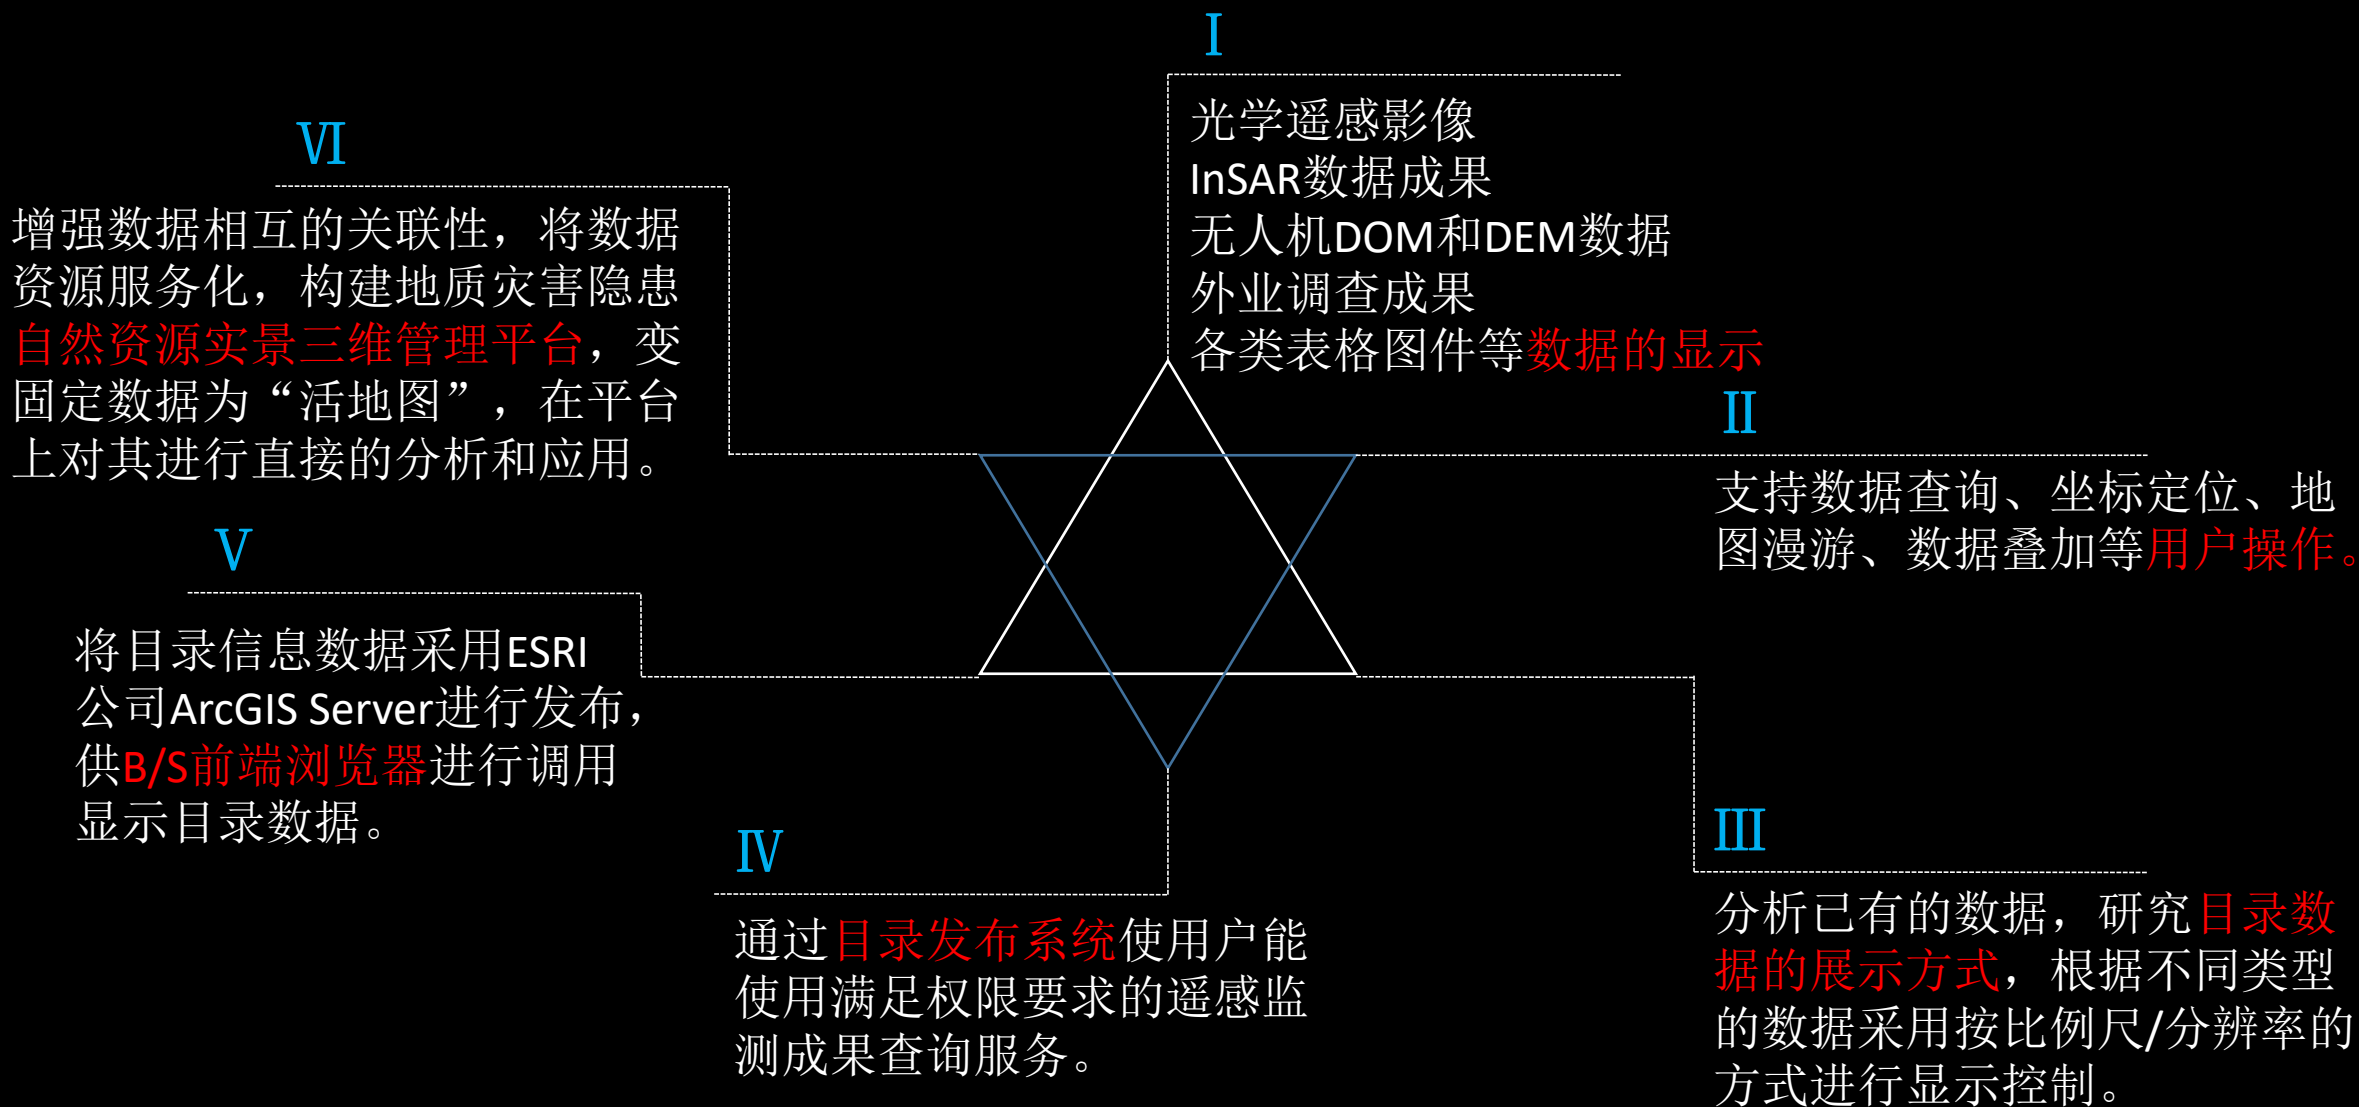 Ⅰ
光学遥感影像
InSAR数据成果
无人机DOM和DEM数据
外业调查成果
各类表格图件等数据的显示
Ⅱ
支持数据查询、坐标定位、地
图漫游、数据叠加等用户操作。
Ⅲ
分析已有的数据，研究目录数
据的展示方式，根据不同类型
的数据采用按比例尺/分辨率的
方式进行显示控制。
Ⅳ
通过目录发布系统使用户能
使用满足权限要求的遥感监
测成果查询服务。
Ⅴ
将目录信息数据采用ESRI
公司ArcGIS Server进行发布，
供B/S前端浏览器进行调用
显示目录数据。
Ⅵ
增强数据相互的关联性，将数据
资源服务化，构建地质灾害隐患
自然资源实景三维管理平台，变
固定数据为“活地图”，在平台
上对其进行直接的分析和应用。